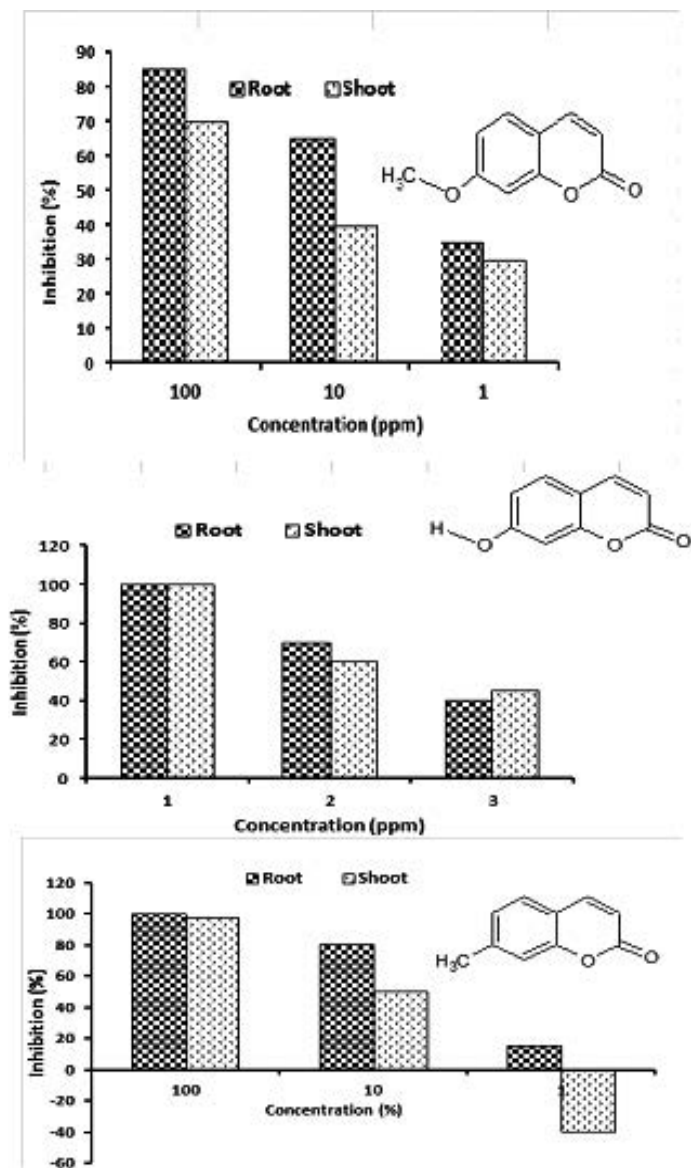 90
80
70
60
50
40
30
20
10
0
Inhibition (%)
Root Shoot
H₃C O O O
100 10 1
Concentration (ppm)
120
100
80
60
40
20
0
Inhibition (%)
Root Shoot
H O O O
1 2 3
Concentration (ppm)
120
100
80
60
40
20
0
-20
-40
-60
Inhibition (%)
Root Shoot
H₃C O O
100 10
Concentration (%)